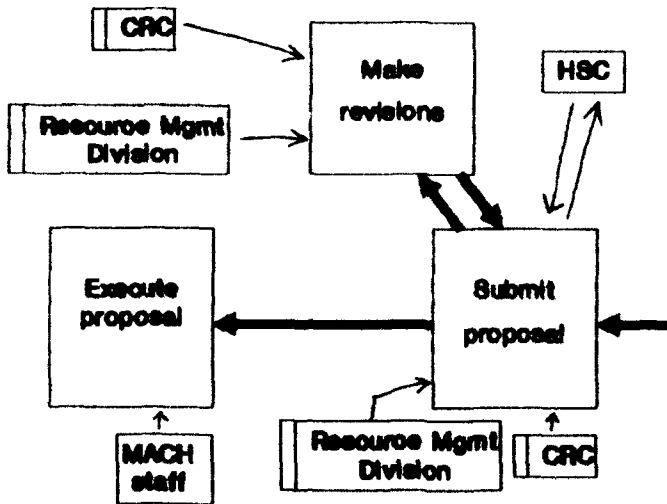 CRC
Make
revisions
HSC
Resource Mgmt
Division
Execute
proposal
Submit
proposal
MACH
staff
Resource Mgmt
Division
CRC